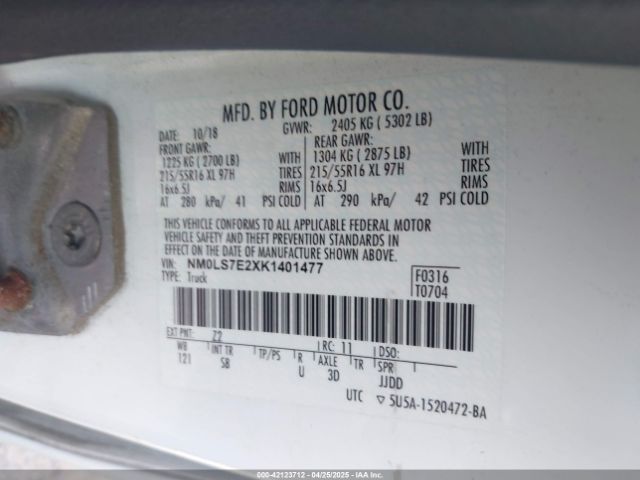 MFD. BY FORD MOTOR CO.
DATE: 10/18 GVWR: 2405 KG ( 5302 LB)
FRONT GAWR: REAR GAWR:
1225 KG ( 2700 LB) WITH 1304 KG ( 2875 LB) WITH
215/55R16 XL 97H TIRES 215/55R16 XL 97H TIRES
16x6.5J RIMS 16x6.5J RIMS
AT 280 kPa/ 41 PSI COLD AT 290 kPa/ 42 PSI COLD
THIS VEHICLE CONFORMS TO ALL APPLICABLE FEDERAL MOTOR
VEHICLE SAFETY AND THEFT PREVENTION STANDARDS IN
EFFECT ON THE DATE OF MANUFACTURE SHOWN ABOVE.
VIN: NM0LS7E2XK1401477 F0316
TYPE: Truck T0704
EXT PNT: Z2 RC: 11 DSO:
WB INT TR TP/PS R AXLE TR SPR
121 SB U 3D JJDD
UTC ▽ 5U5A-1520472-BA
000-42123712 - 04/25/2025 - IAA Inc.